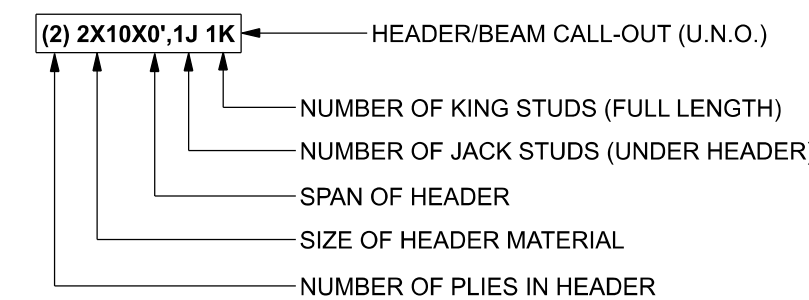 (2) 2X10X0',1J 1K
HEADER/BEAM CALL-OUT (U.N.O.)
NUMBER OF KING STUDS (FULL LENGTH)
NUMBER OF JACK STUDS (UNDER HEADER)
SPAN OF HEADER
SIZE OF HEADER MATERIAL
NUMBER OF PLIES IN HEADER